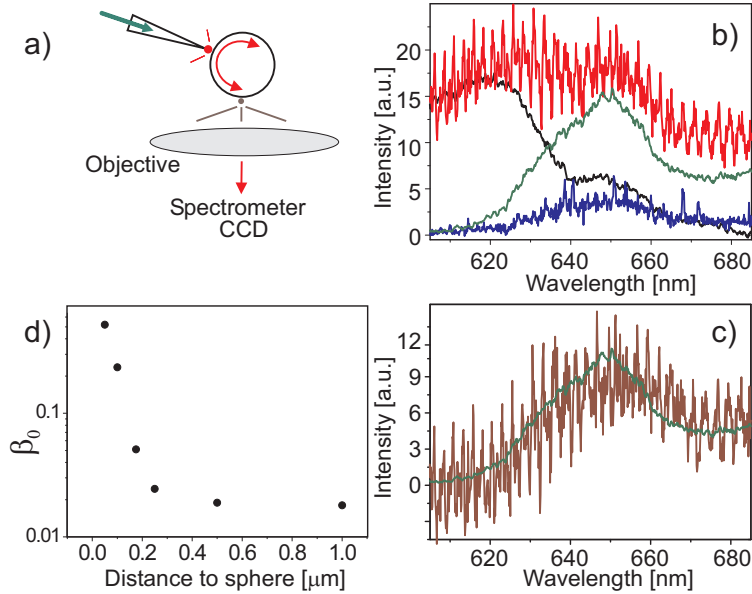 a)
Objective
Spectrometer
CCD
b)
Intensity [a.u.]
20
15
10
5
0
620 640 660 680
Wavelength [nm]
d)
β0
0.1
0.01
0.0 0.2 0.4 0.6 0.8 1.0
Distance to sphere [μm]
c)
Intensity [a.u.]
12
9
6
3
0
620 640 660 680
Wavelength [nm]